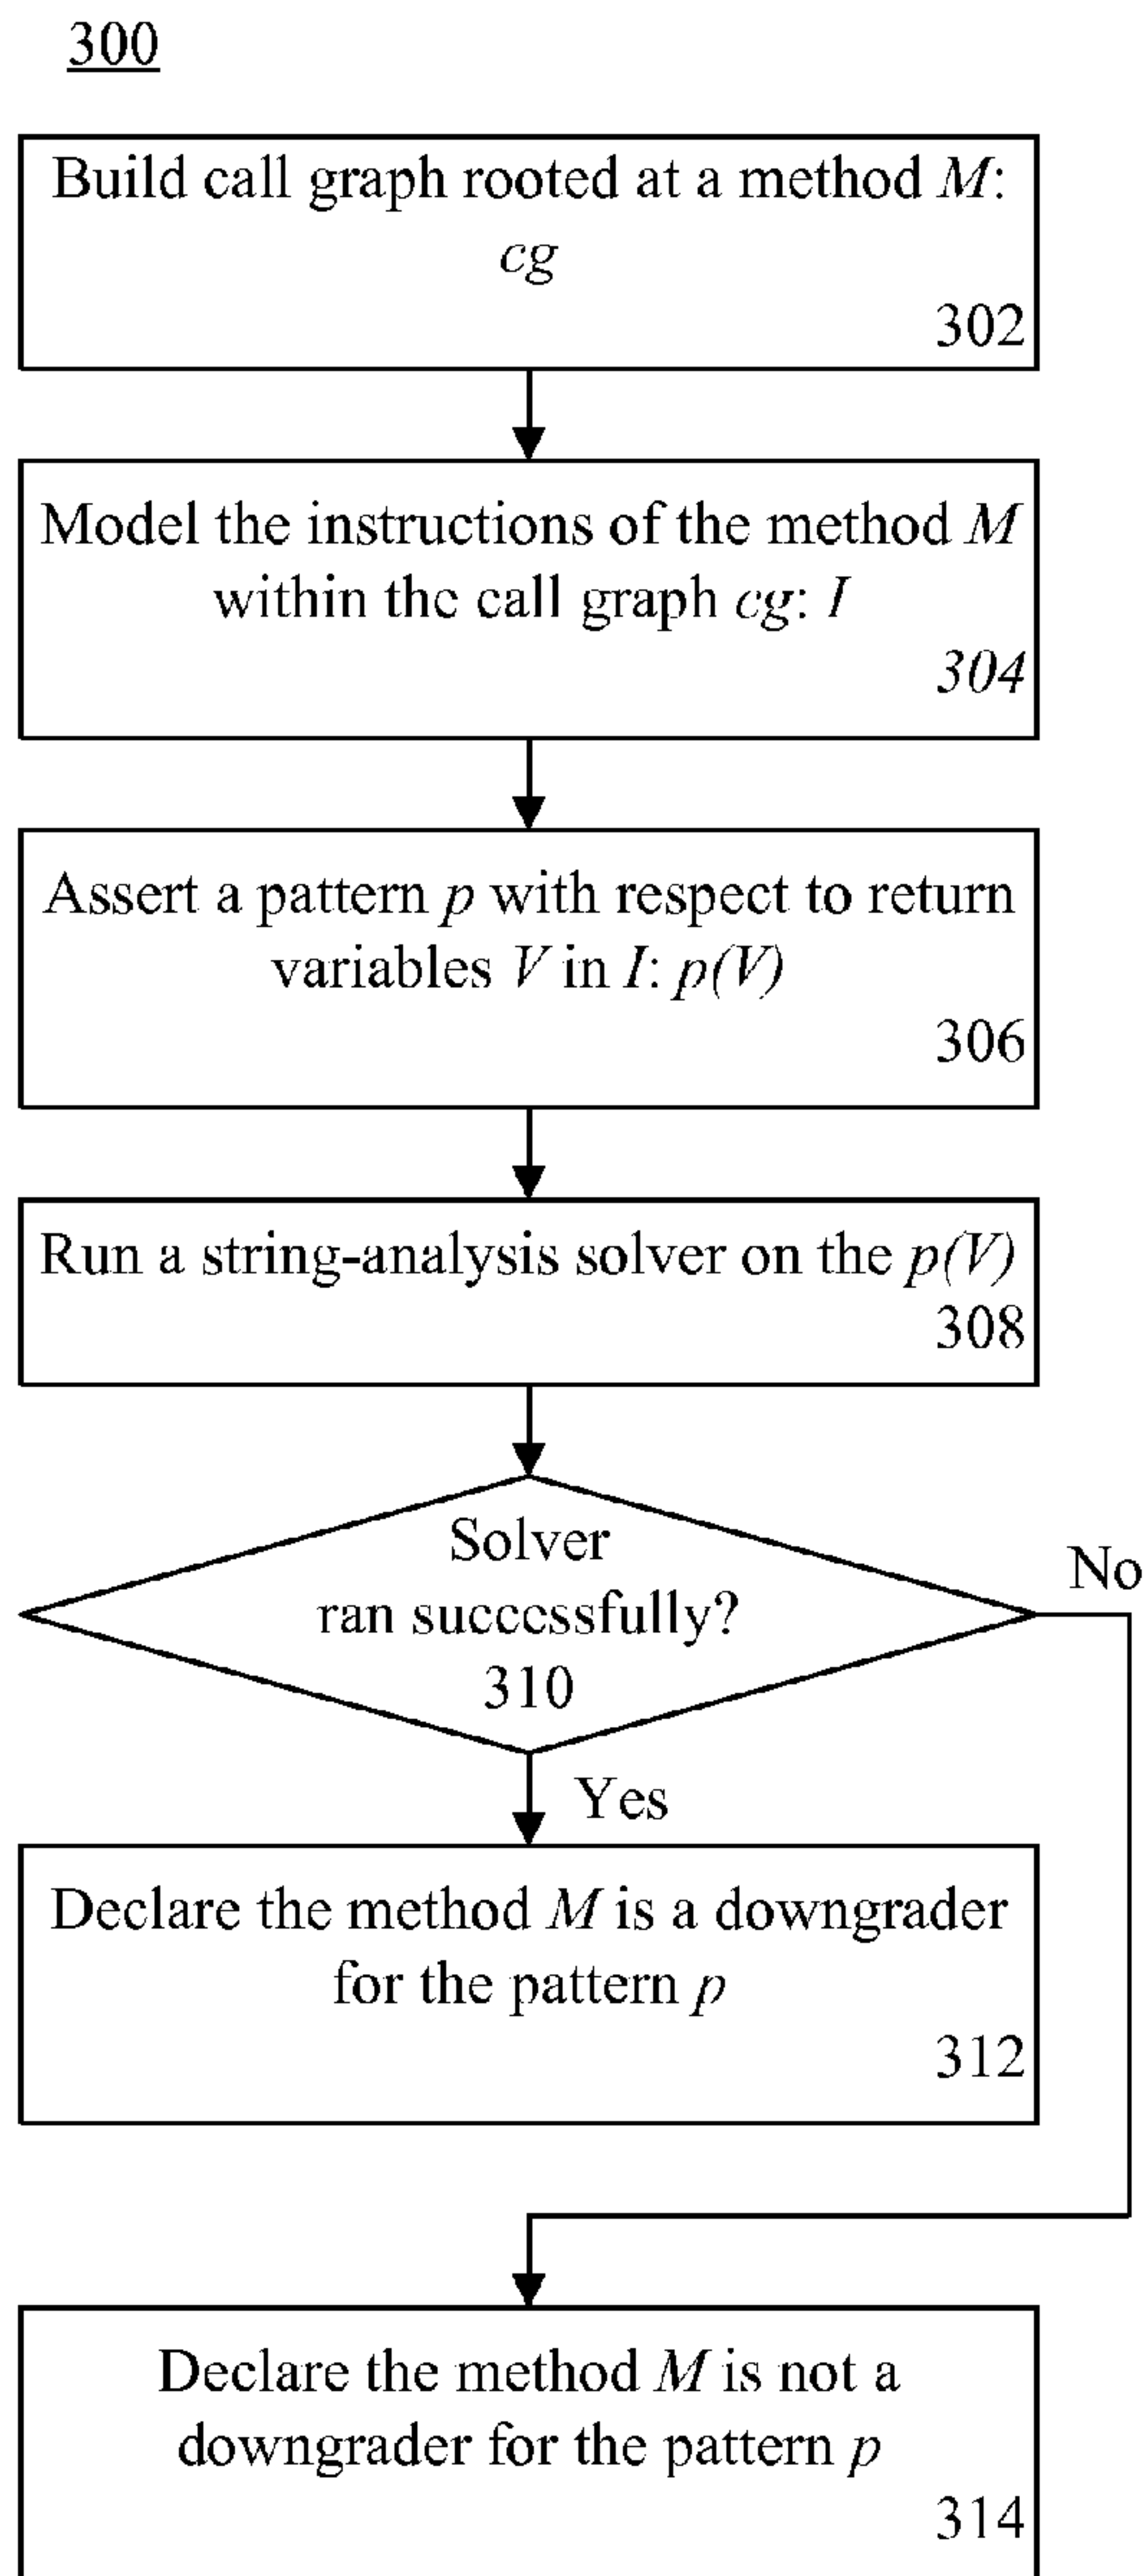 300
Build call graph rooted at a method M:
cg
302
Model the instructions of the method M
within the call graph cg: I
304
Assert a pattern p with respect to return
variables V in I: p(V)
306
Run a string-analysis solver on the p(V)
308
Solver
ran successfully?
310
No
Yes
Declare the method M is a downgrader
for the pattern p
312
Declare the method M is not a
downgrader for the pattern p
314